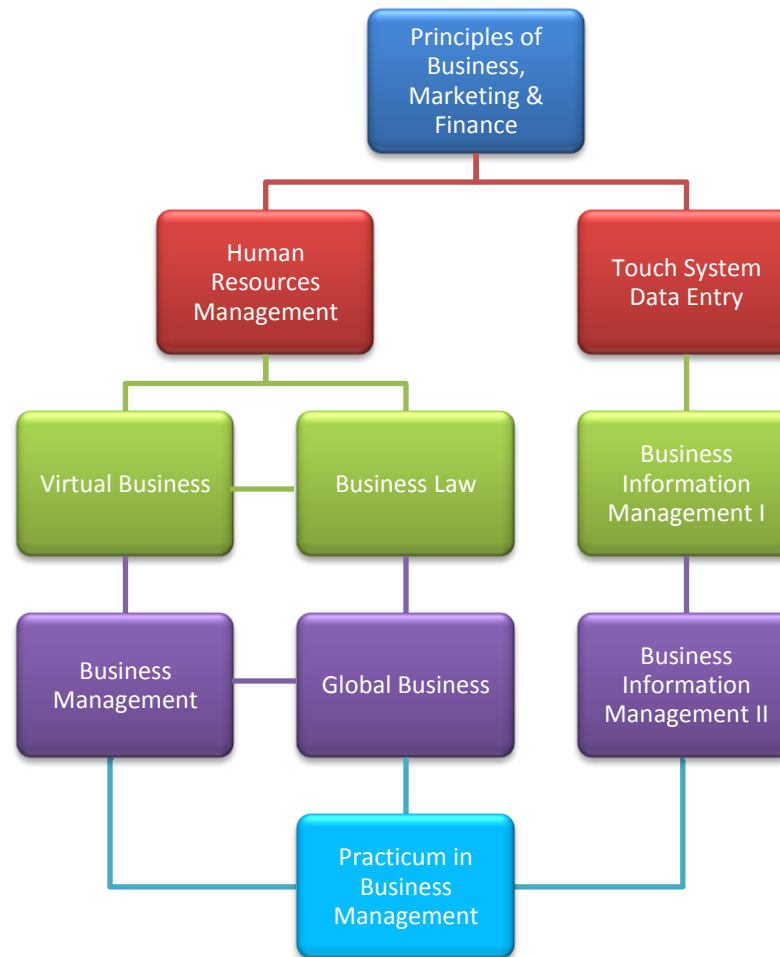 Principles of
Business,
Marketing &
Finance
Human
Resources
Management
Touch System
Data Entry
Virtual Business
Business Law
Business
Information
Management I
Business
Management
Global Business
Business
Information
Management II
Practicum in
Business
Management